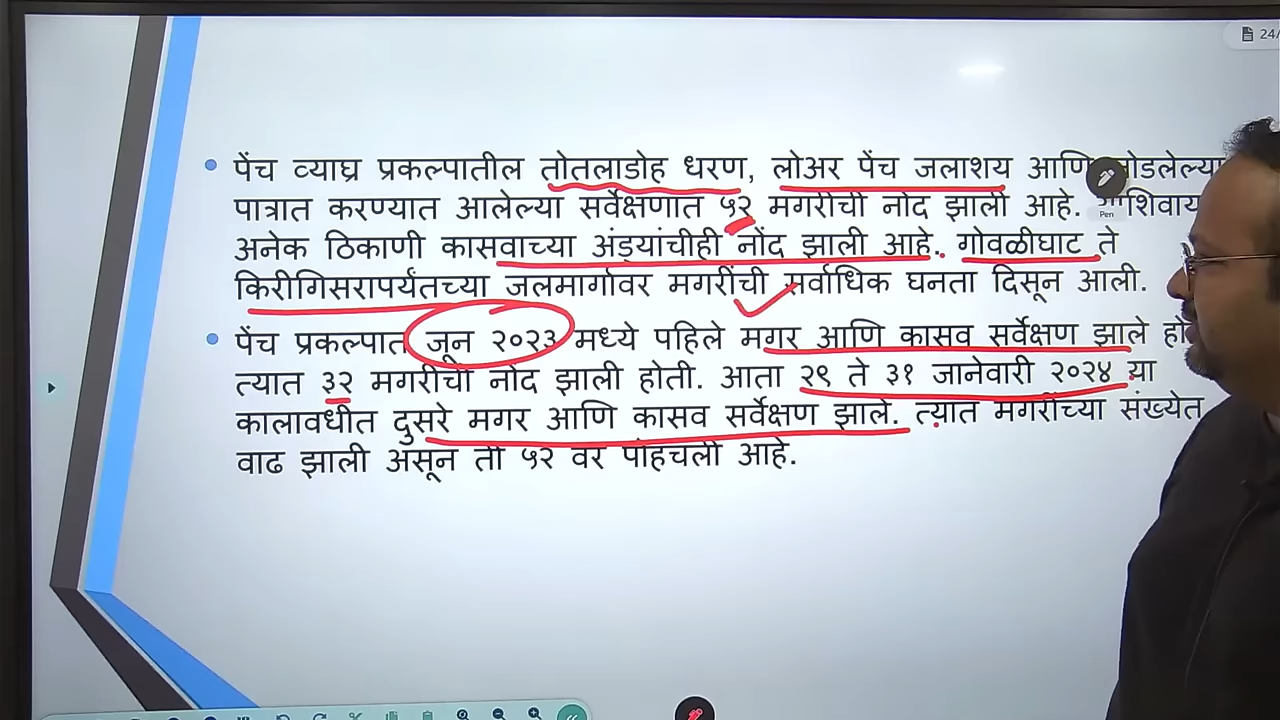 24/
पेंच व्याघ्र प्रकल्पातील तोतलाडोह धरण, लोअर पेंच जलाशय आणि
Pen
पात्रात करण्यात आलेल्या सर्वेक्षणात ५२ मगरींची नोंद झाली आहे.
अनेक ठिकाणी कासवाच्या अंड्यांचीही नोंद झाली आहे. गोवळीघाट ते
किरीगिसरापर्यंतच्या जलमार्गावर मगरींची सर्वाधिक घनता दिसून आली.
पेंच प्रकल्पात जून २०२३ मध्ये पहिले मगर आणि कासव सर्वेक्षण झाले
त्यात ३२ मगरींची नोंद झाली होती. आता २९ ते ३१ जानेवारी २०२४ या
कालावधीत दुसरे मगर आणि कासव सर्वेक्षण झाले. त्यात मगरींच्या संख्येत
वाढ झाली असून ती ५२ वर पोहचली आहे.